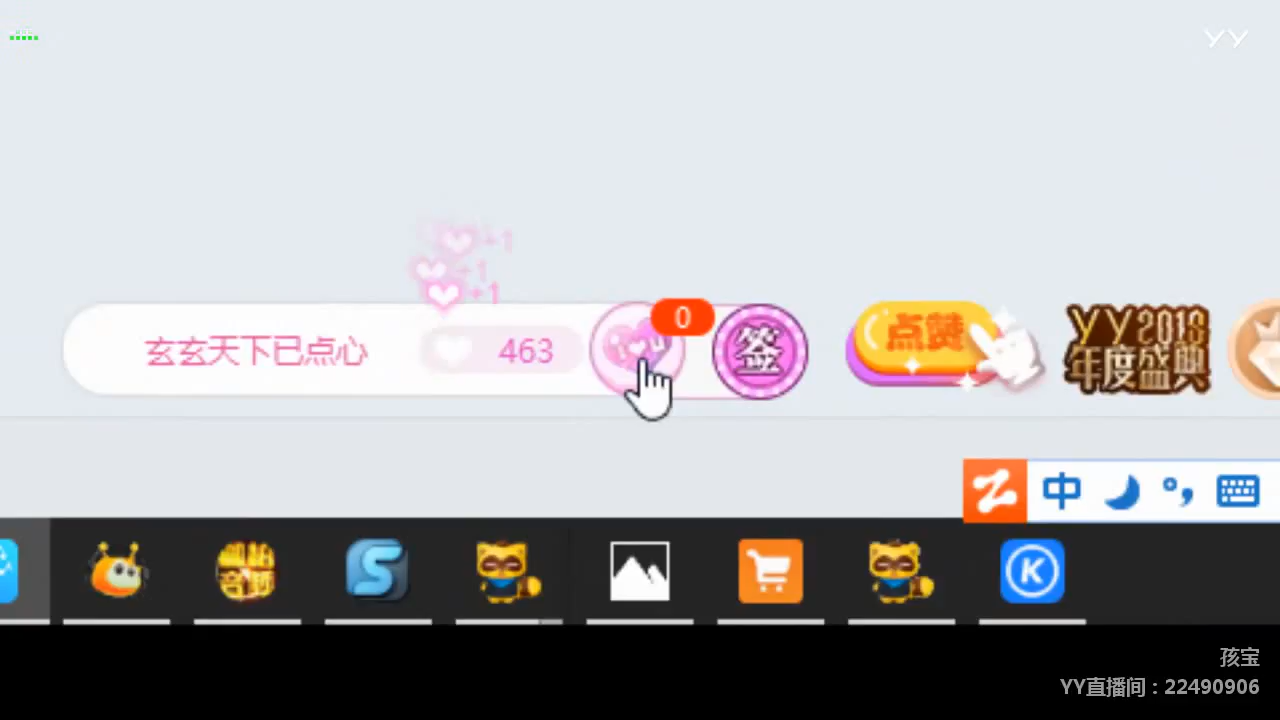 YY
+1
+1
+1
0
玄玄天下已点心 463 i u 签 点赞
YY2018
年度盛典
中
S
K
孩宝
YY直播间：22490906